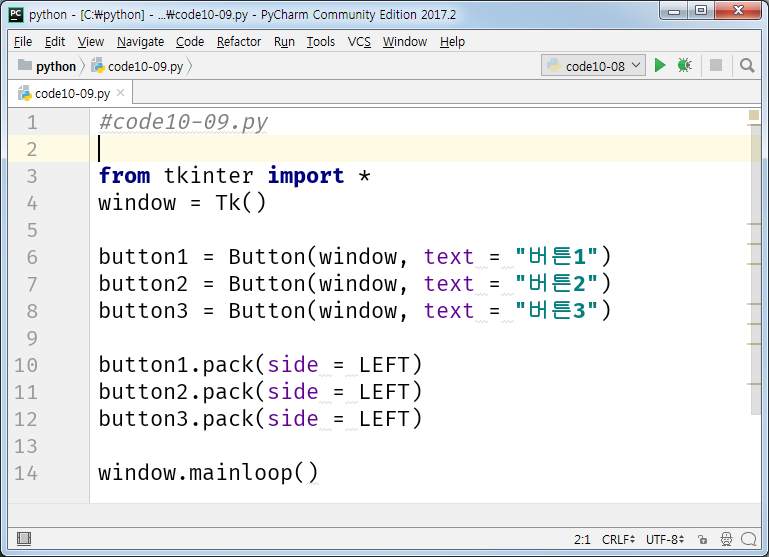 python - [C:₩python] - ...₩code10-09.py - PyCharm Community Edition 2017.2
File Edit View Navigate Code Refactor Run Tools VCS Window Help
python code10-09.py code10-08
code10-09.py
1 #code10-09.py
2
3 from tkinter import *
4 window = Tk()
5
6 button1 = Button(window, text = "버튼1")
7 button2 = Button(window, text = "버튼2")
8 button3 = Button(window, text = "버튼3")
9
10 button1.pack(side = LEFT)
11 button2.pack(side = LEFT)
12 button3.pack(side = LEFT)
13
14 window.mainloop()
2:1 CRLF UTF-8